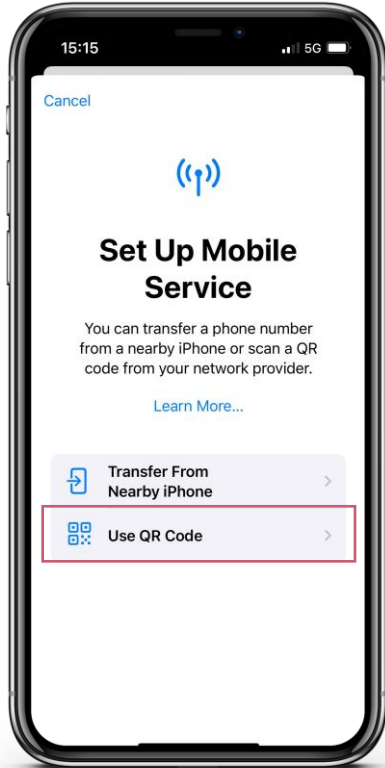 15:15
5G
Cancel
Set Up Mobile
Service
You can transfer a phone number
from a nearby iPhone or scan a QR
code from your network provider.
Learn More...
Transfer From
Nearby iPhone
Use QR Code